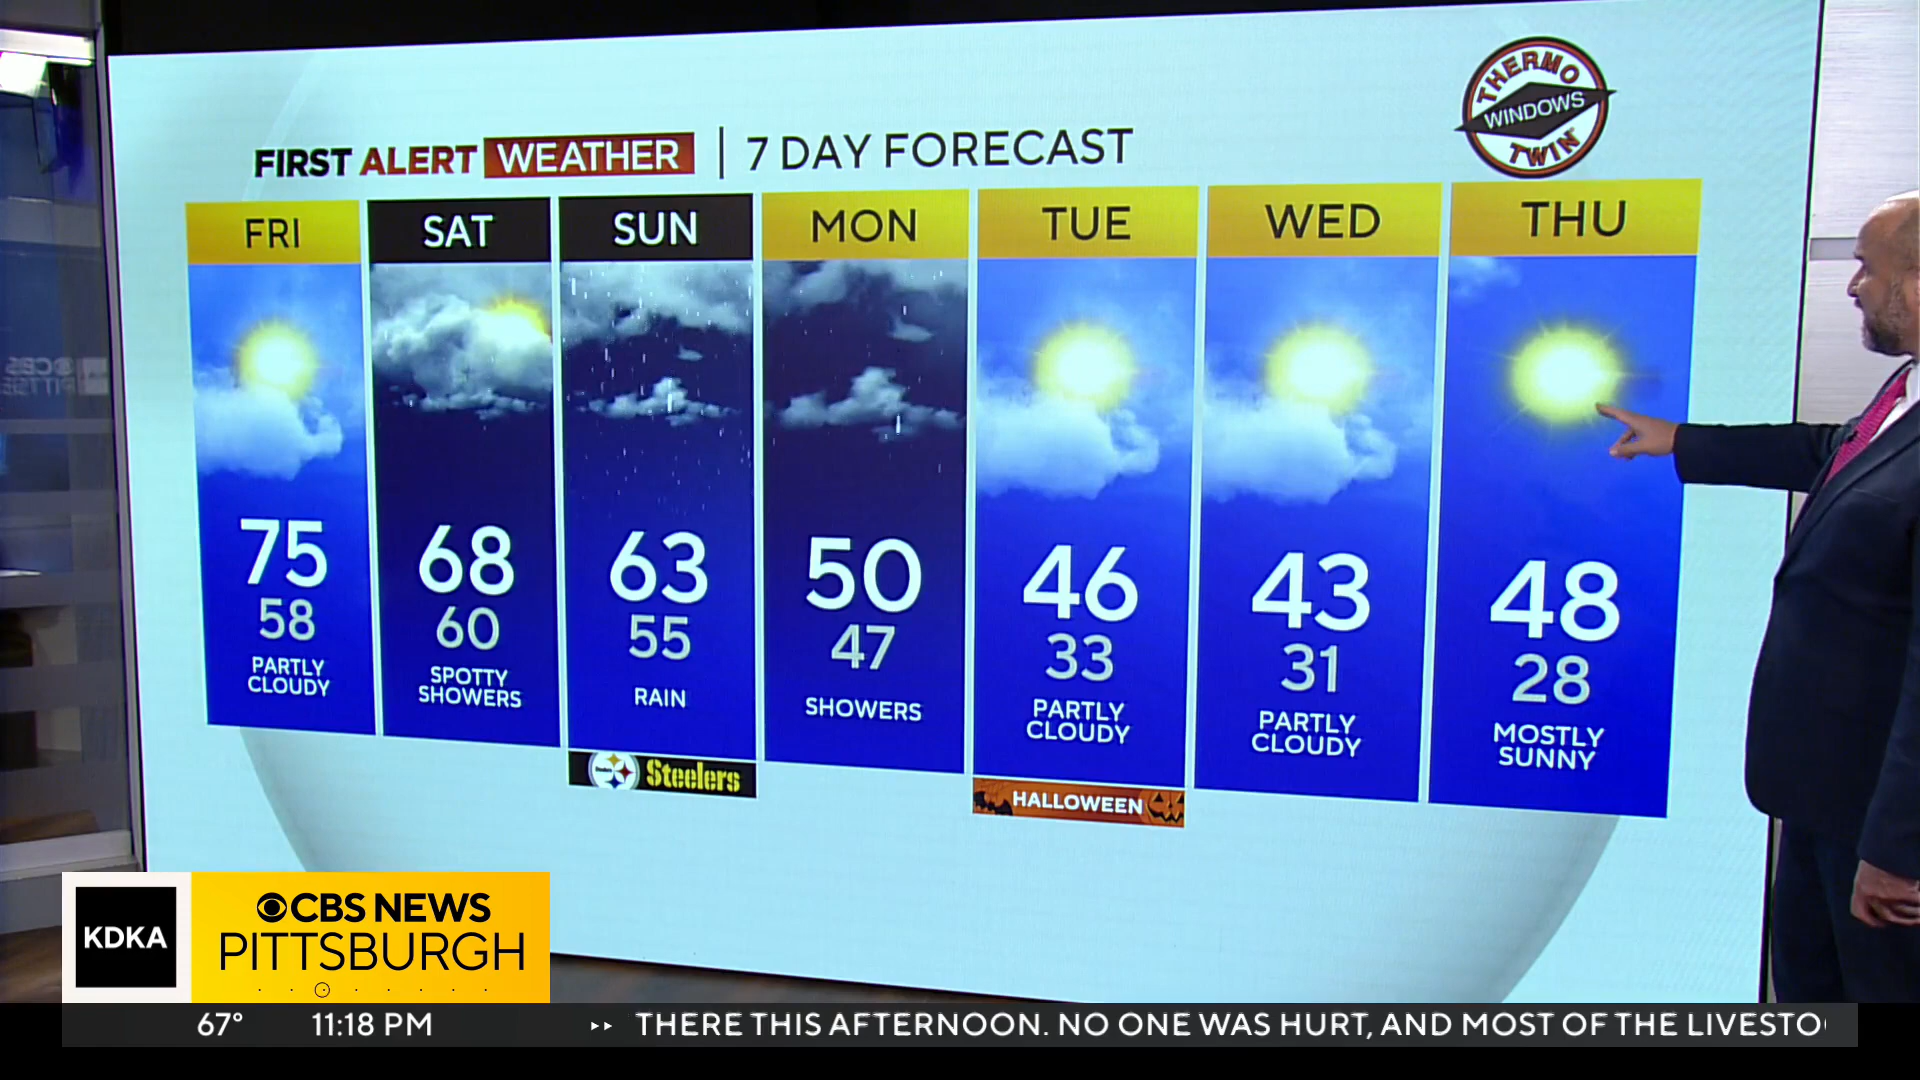 THERMO
WINDOWS
TWIN
FIRST ALERT WEATHER | 7 DAY FORECAST
FRI
75
58
PARTLY
CLOUDY
SAT
68
60
SPOTTY
SHOWERS
SUN
63
55
RAIN
Steelers
MON
50
47
SHOWERS
TUE
46
33
PARTLY
CLOUDY
HALLOWEEN
WED
43
31
PARTLY
CLOUDY
THU
48
28
MOSTLY
SUNNY
KDKA
CBS NEWS
PITTSBURGH
67° 11:18 PM THERE THIS AFTERNOON. NO ONE WAS HURT, AND MOST OF THE LIVESTO